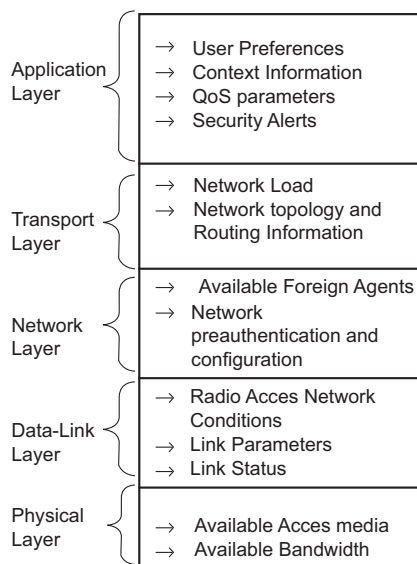 Application
Layer
→ User Preferences
→ Context Information
→ QoS parameters
→ Security Alerts
Transport
Layer
→ Network Load
→ Network topology and
Routing Information
Network
Layer
→ Available Foreign Agents
→ Network
preauthentication and
configuration
Data-Link
Layer
→ Radio Acces Network
Conditions
→ Link Parameters
→ Link Status
Physical
Layer
→ Available Acces media
→ Available Bandwidth